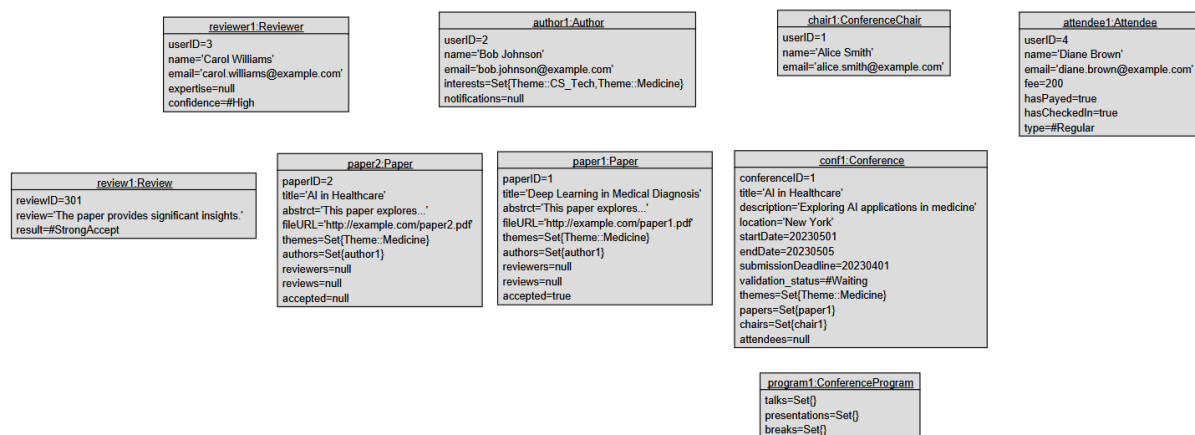 reviewer1:Reviewer
userID=3
name='Carol Williams'
email='carol.williams@example.com'
expertise=null
confidence=#High
author1:Author
userID=2
name='Bob Johnson'
email='bob.johnson@example.com'
interests=Set{Theme::CS_Tech,Theme::Medicine}
notifications=null
chair1:ConferenceChair
userID=1
name='Alice Smith'
email='alice.smith@example.com'
attendee1:Attendee
userID=4
name='Diane Brown'
email='diane.brown@example.com'
fee=200
hasPayed=true
hasCheckedIn=true
type=#Regular
review1:Review
reviewID=301
review='The paper provides significant insights.'
result=#StrongAccept
paper2:Paper
paperID=2
title='AI in Healthcare'
abstrct='This paper explores...'
fileURL='http://example.com/paper2.pdf'
themes=Set{Theme::Medicine}
authors=Set{author1}
reviewers=null
reviews=null
accepted=null
paper1:Paper
paperID=1
title='Deep Learning in Medical Diagnosis'
abstrct='This paper explores...'
fileURL='http://example.com/paper1.pdf'
themes=Set{Theme::Medicine}
authors=Set{author1}
reviewers=null
reviews=null
accepted=true
conf1:Conference
conferenceID=1
title='AI in Healthcare'
description='Exploring AI applications in medicine'
location='New York'
startDate=20230501
endDate=20230505
submissionDeadline=20230401
validation_status=#Waiting
themes=Set{Theme::Medicine}
papers=Set{paper1}
chairs=Set{chair1}
attendees=null
program1:ConferenceProgram
talks=Set{}
presentations=Set{}
breaks=Set{}